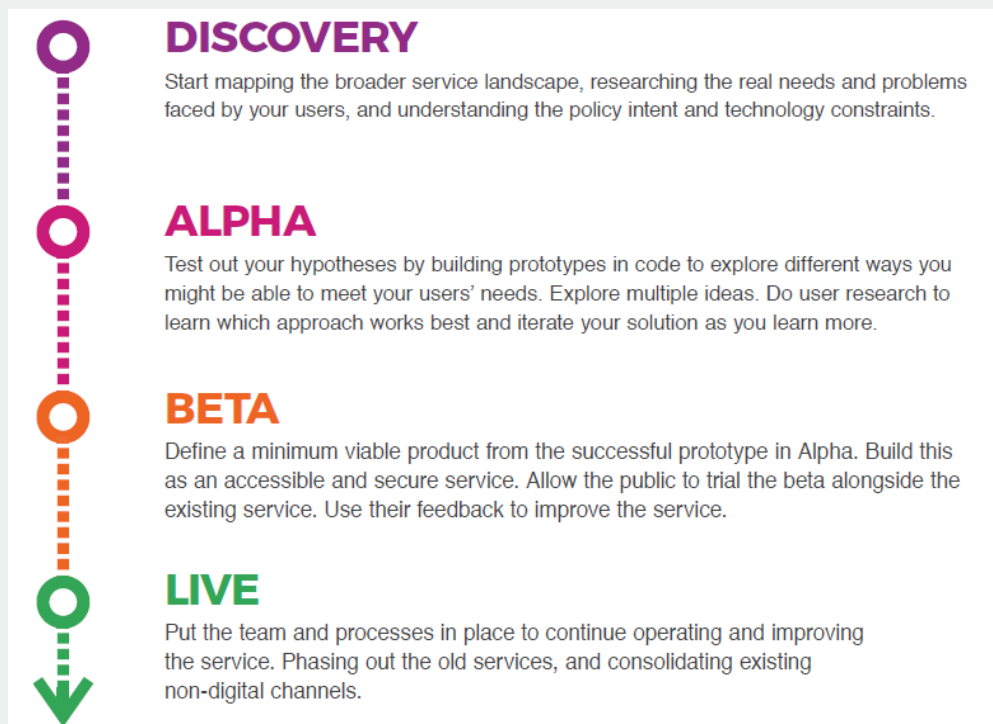 DISCOVERY
Start mapping the broader service landscape, researching the real needs and problems
faced by your users, and understanding the policy intent and technology constraints.
ALPHA
Test out your hypotheses by building prototypes in code to explore different ways you
might be able to meet your users' needs. Explore multiple ideas. Do user research to
learn which approach works best and iterate your solution as you learn more.
BETA
Define a minimum viable product from the successful prototype in Alpha. Build this
as an accessible and secure service. Allow the public to trial the beta alongside the
existing service. Use their feedback to improve the service.
LIVE
Put the team and processes in place to continue operating and improving
the service. Phasing out the old services, and consolidating existing
non-digital channels.